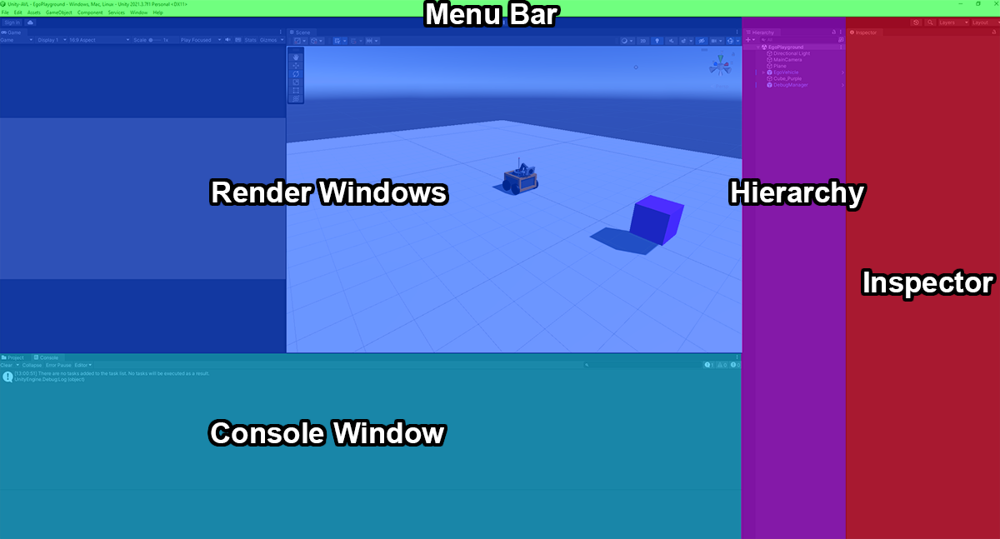 Unity-AVL - EgoPlayground - Windows, Mac, Linux - Unity 2021.3.7f1 Personal <DX11>
Menu Bar
File Edit Assets GameObject Component Services Window Help
Sign in
Layers Layout
Game
Scene
Hierarchy
Inspector
Game Display 1 16:9 Aspect Scale 1x Play Focused Stats Gizmos
All
EgoPlayground
Directional Light
MainCamera
Plane
EgoVehicle
Cube_Purple
DebugManager
Render Windows
Hierarchy
Inspector
Project Console
Clear Collapse Error Pause Editor
[13:00:51] There are no tasks added to the task list. No tasks will be executed as a result.
UnityEngine.Debug:Log (object)
Console Window